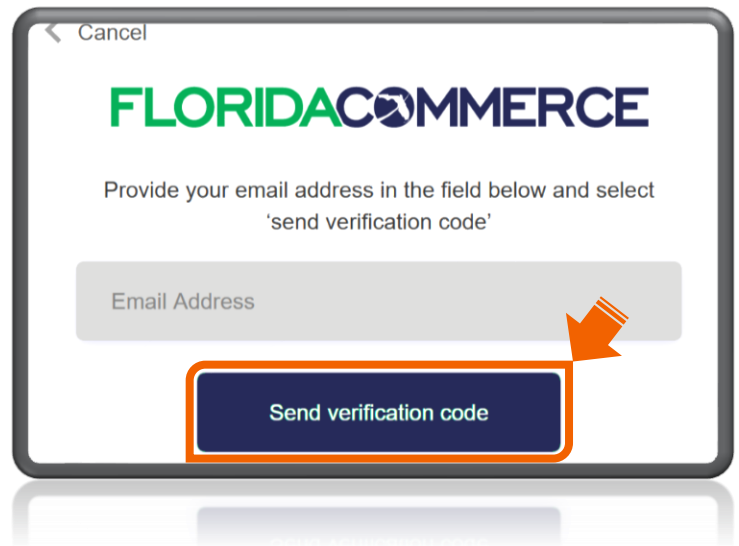 Cancel
FLORIDACOMMERCE
Provide your email address in the field below and select
‘send verification code’
Email Address
Send verification code